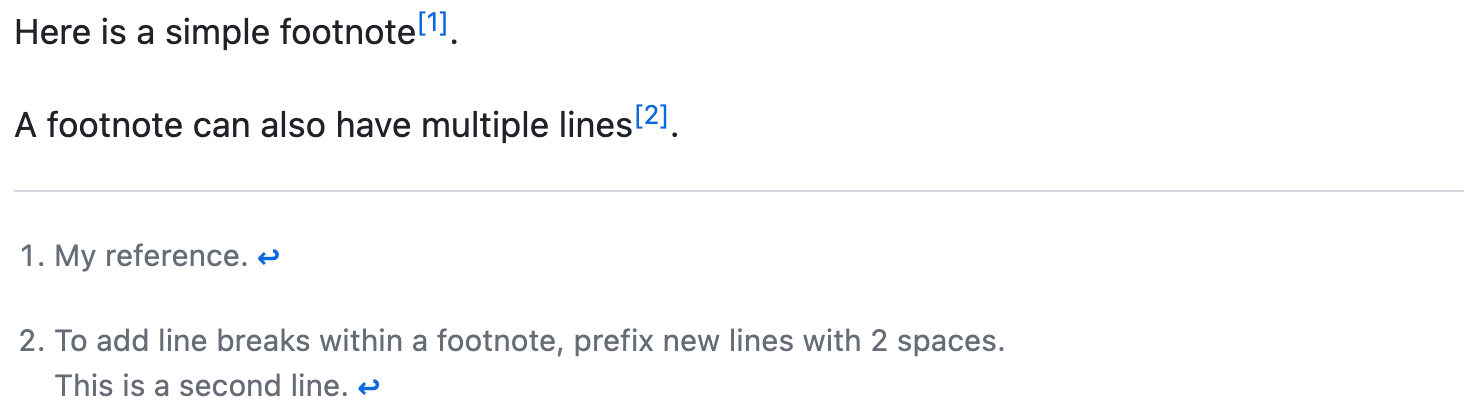 Here is a simple footnote[1].
A footnote can also have multiple lines[2].
1. My reference. ↩
2. To add line breaks within a footnote, prefix new lines with 2 spaces.
This is a second line. ↩